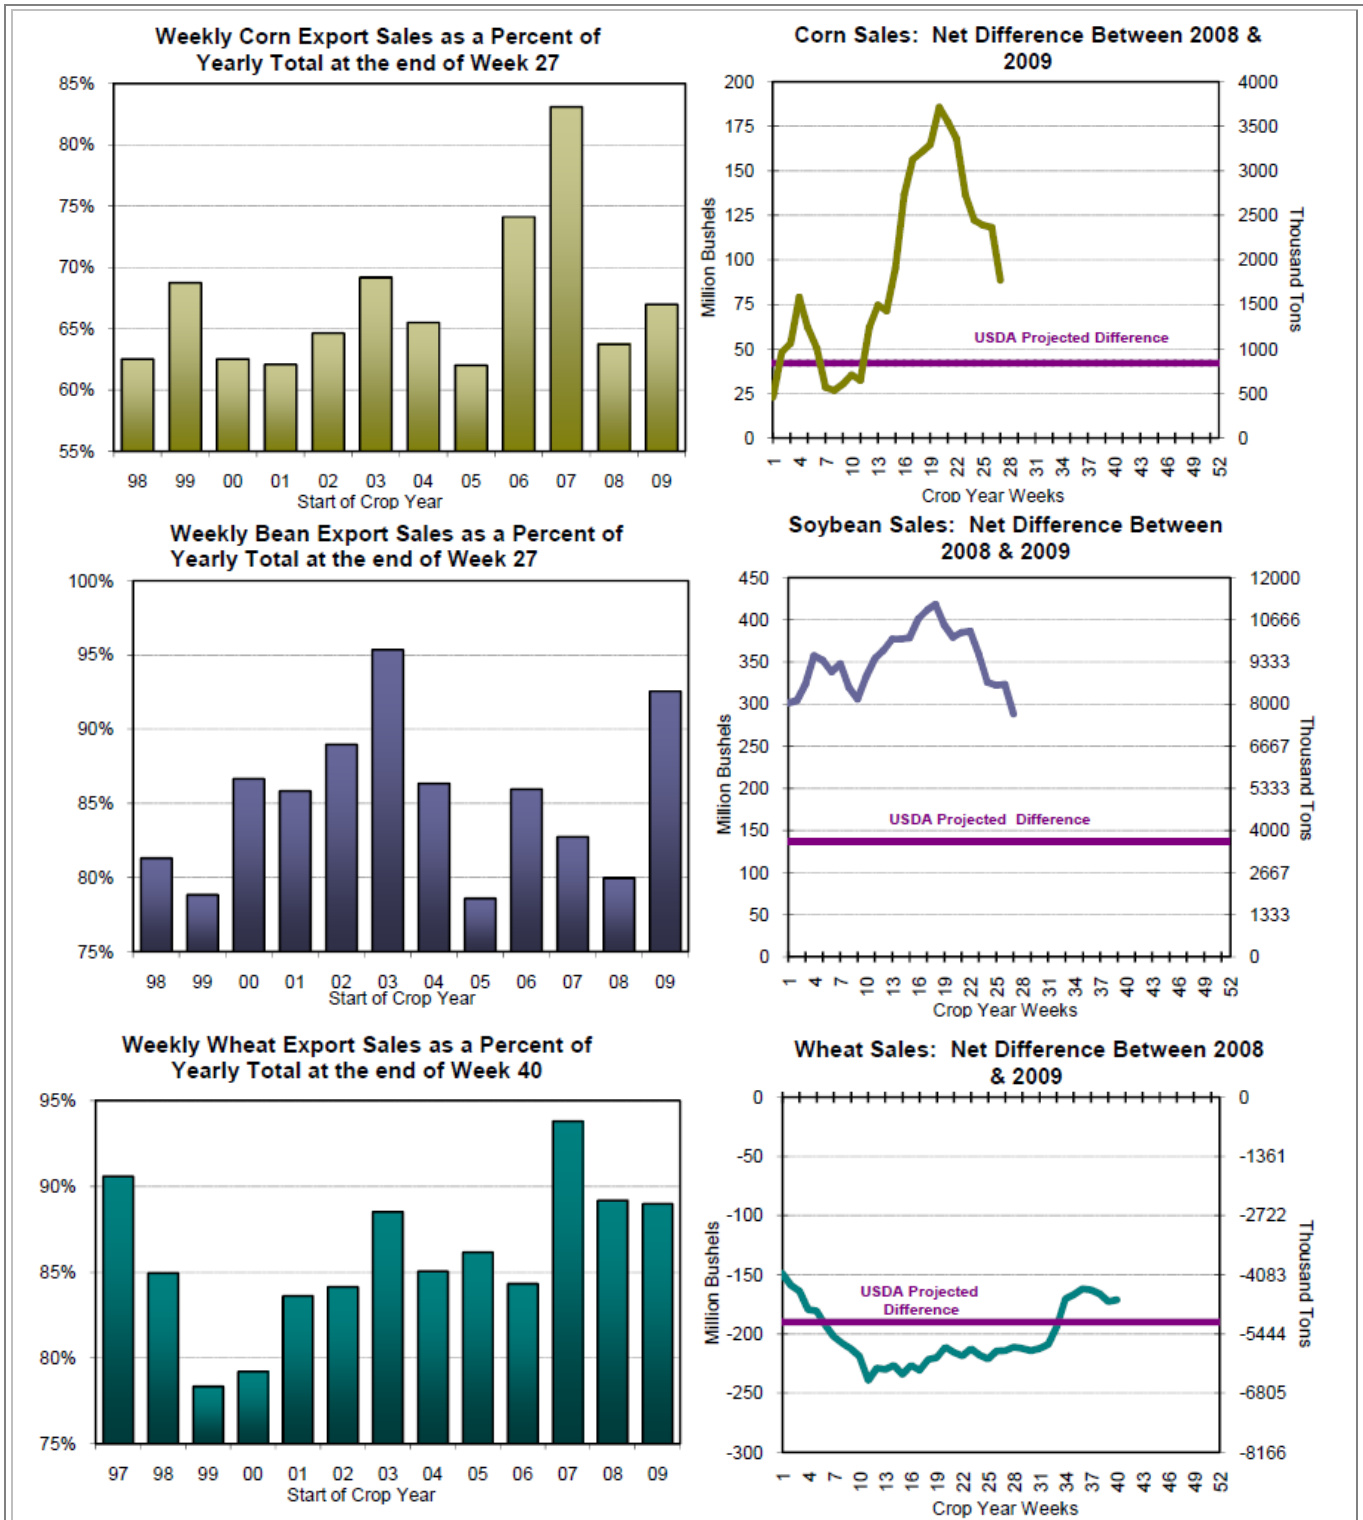 Weekly Corn Export Sales as a Percent of
Yearly Total at the end of Week 27
85%
80%
75%
70%
65%
60%
55%
98 99 00 01 02 03 04 05 06 07 08 09
Start of Crop Year
Corn Sales: Net Difference Between 2008 &
2009
200
175
150
125
100
75
50
25
0
Million Bushels
4000
3500
3000
2500
2000
1500
1000
500
0
Thousand Tons
USDA Projected Difference
1 4 7 10 13 16 19 22 25 28 31 34 37 40 43 46 49 52
Crop Year Weeks
Weekly Bean Export Sales as a Percent of
Yearly Total at the end of Week 27
100%
95%
90%
85%
80%
75%
98 99 00 01 02 03 04 05 06 07 08 09
Start of Crop Year
Soybean Sales: Net Difference Between
2008 & 2009
450
400
350
300
250
200
150
100
50
0
Million Bushels
12000
10666
9333
8000
6667
5333
4000
2667
1333
0
Thousand Tons
USDA Projected Difference
1 4 7 10 13 16 19 22 25 28 31 34 37 40 43 46 49 52
Crop Year Weeks
Weekly Wheat Export Sales as a Percent of
Yearly Total at the end of Week 40
95%
90%
85%
80%
75%
97 98 99 00 01 02 03 04 05 06 07 08 09
Start of Crop Year
Wheat Sales: Net Difference Between 2008
& 2009
0
-50
-100
-150
-200
-250
-300
Million Bushels
0
-1361
-2722
-4083
-5444
-6805
-8166
Thousand Tons
USDA Projected
Difference
1 4 7 10 13 16 19 22 25 28 31 34 37 40 43 46 49 52
Crop Year Weeks